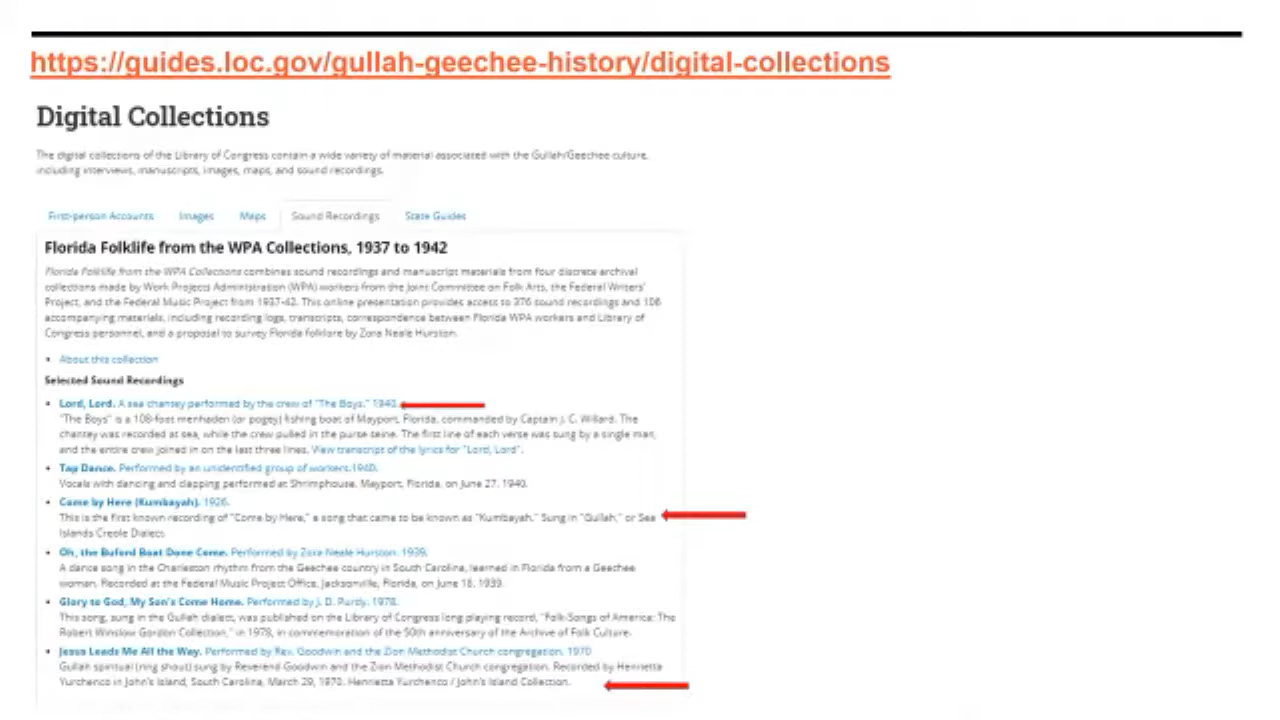 https://guides.loc.gov/gullah-geechee-history/digital-collections
Digital Collections
The digital collections of the Library of Congress contain a wide variety of material associated with the Gullah/Geechee culture,
including interviews, manuscripts, images, maps, and sound recordings.
First-person Accounts Images Maps Sound Recordings State Guides
Florida Folklife from the WPA Collections, 1937 to 1942
Florida Folklife from the WPA Collections combines sound recordings and manuscript materials from four discrete archival
collections made by Work Projects Administration (WPA) workers from the Joint Committee on Folk Arts, the Federal Writers'
Project, and the Federal Music Project from 1937-42. This online presentation provides access to 376 sound recordings and 106
accompanying materials, including recording logs, transcripts, correspondence between Florida WPA workers and Library of
Congress personnel, and a proposal to survey Florida folklore by Zora Neale Hurston.
• About this collection
Selected Sound Recordings
• Lord, Lord. A sea chantey performed by the crew of "The Boys." 1940.
"The Boys" is a 108-foot menhaden (or pogey) fishing boat of Mayport, Florida, commanded by Captain J. C. Willard. The
chantey was recorded at sea, while the crew pulled in the purse seine. The first line of each verse was sung by a single man,
and the entire crew joined in on the last three lines. View transcript of the lyrics for "Lord, Lord".
• Tap Dance. Performed by an unidentified group of workers.1940.
Vocals with dancing and clapping performed at Shrimphouse, Mayport, Florida, on June 27, 1940.
• Come by Here (Kumbayah). 1926.
This is the first known recording of "Come by Here," a song that came to be known as "Kumbayah." Sung in "Gullah," or Sea
Islands Creole Dialect.
• Oh, the Buford Boat Done Come. Performed by Zora Neale Hurston. 1939.
A dance song in the Charleston rhythm from the Geechee country in South Carolina, learned in Florida from a Geechee
woman. Recorded at the Federal Music Project Office, Jacksonville, Florida, on June 18, 1939.
• Glory to God, My Son's Come Home. Performed by J. D. Purdy. 1978.
This song, sung in the Gullah dialect, was published on the Library of Congress long playing record, "Folk-Songs of America: The
Robert Winslow Gordon Collection," in 1978, in commemoration of the 50th anniversary of the Archive of Folk Culture.
• Jesus Leads Me All the Way. Performed by Rev. Goodwin and the Zion Methodist Church congregation. 1970
Gullah spiritual (ring shout) sung by Reverend Goodwin and the Zion Methodist Church congregation. Recorded by Henrietta
Yurchenco in John's Island, South Carolina, March 29, 1970. Henrietta Yurchenco / John's Island Collection.